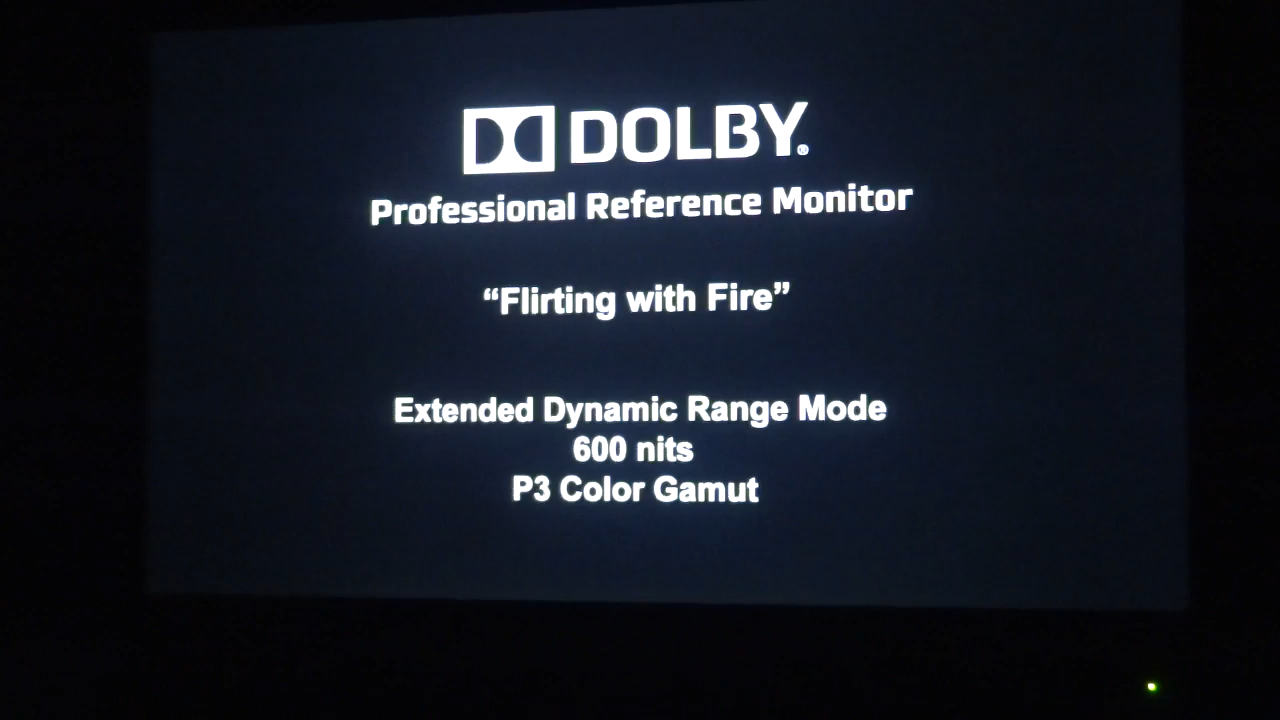 DOLBY®
Professional Reference Monitor
“Flirting with Fire”
Extended Dynamic Range Mode
600 nits
P3 Color Gamut